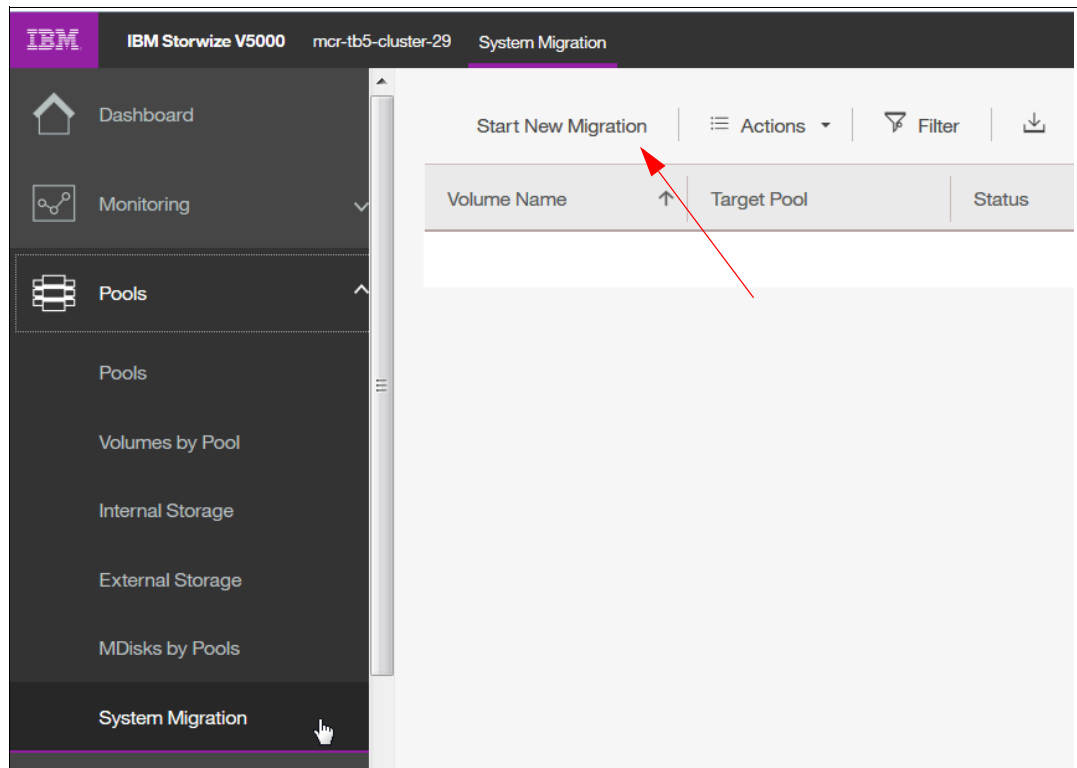 IBM IBM Storwize V5000 mcr-tb5-cluster-29 System Migration
Dashboard
Monitoring
Pools
Pools
Volumes by Pool
Internal Storage
External Storage
MDisks by Pools
System Migration
Start New Migration Actions Filter
Volume Name Target Pool Status